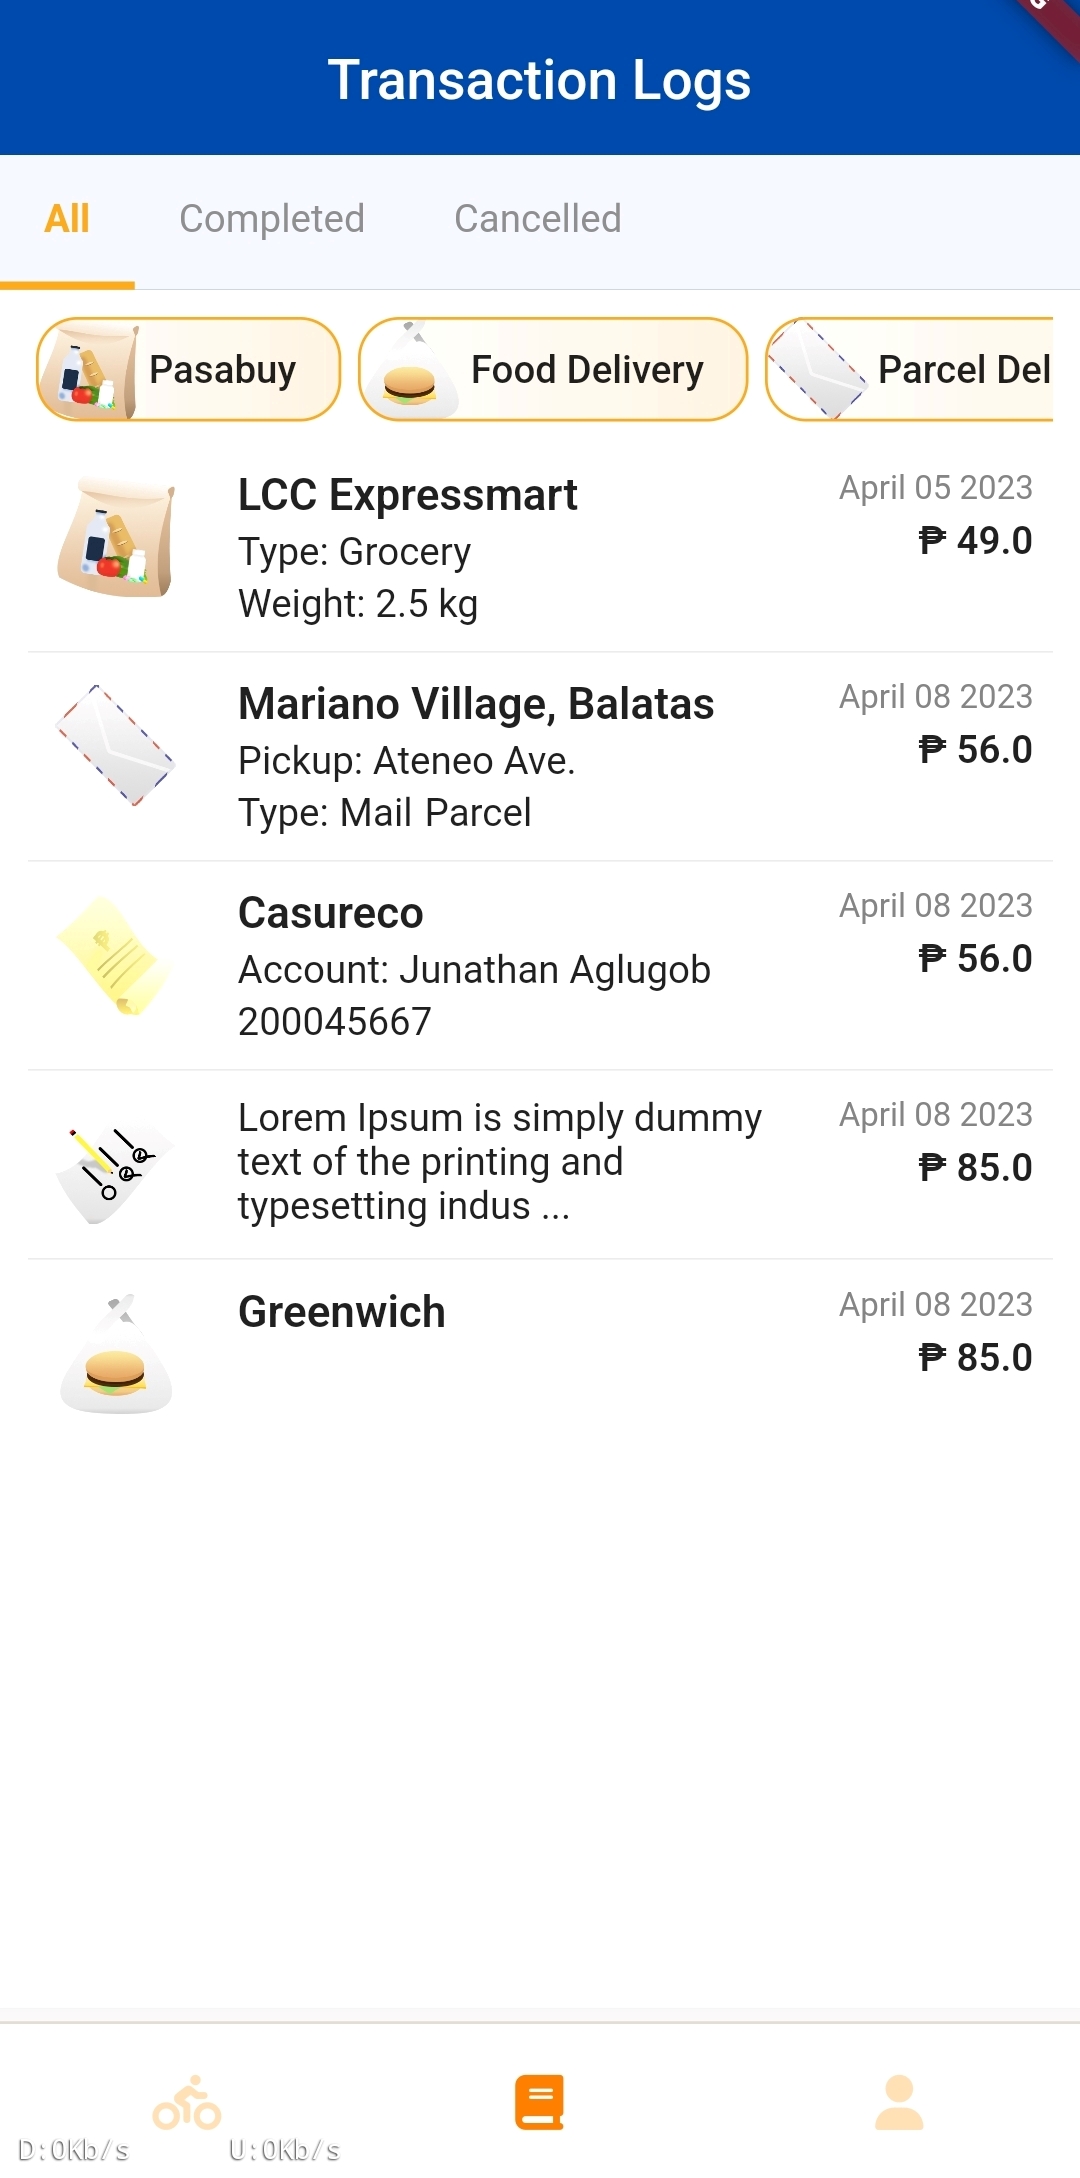 Transaction Logs
All Completed Cancelled
Pasabuy Food Delivery Parcel Del
LCC Expressmart April 05 2023
Type: Grocery ₱ 49.0
Weight: 2.5 kg
Mariano Village, Balatas April 08 2023
Pickup: Ateneo Ave. ₱ 56.0
Type: Mail Parcel
Casureco April 08 2023
Account: Junathan Aglugob ₱ 56.0
200045667
Lorem Ipsum is simply dummy April 08 2023
text of the printing and ₱ 85.0
typesetting indus ...
Greenwich April 08 2023
₱ 85.0
D:0Kb/s U:0Kb/s